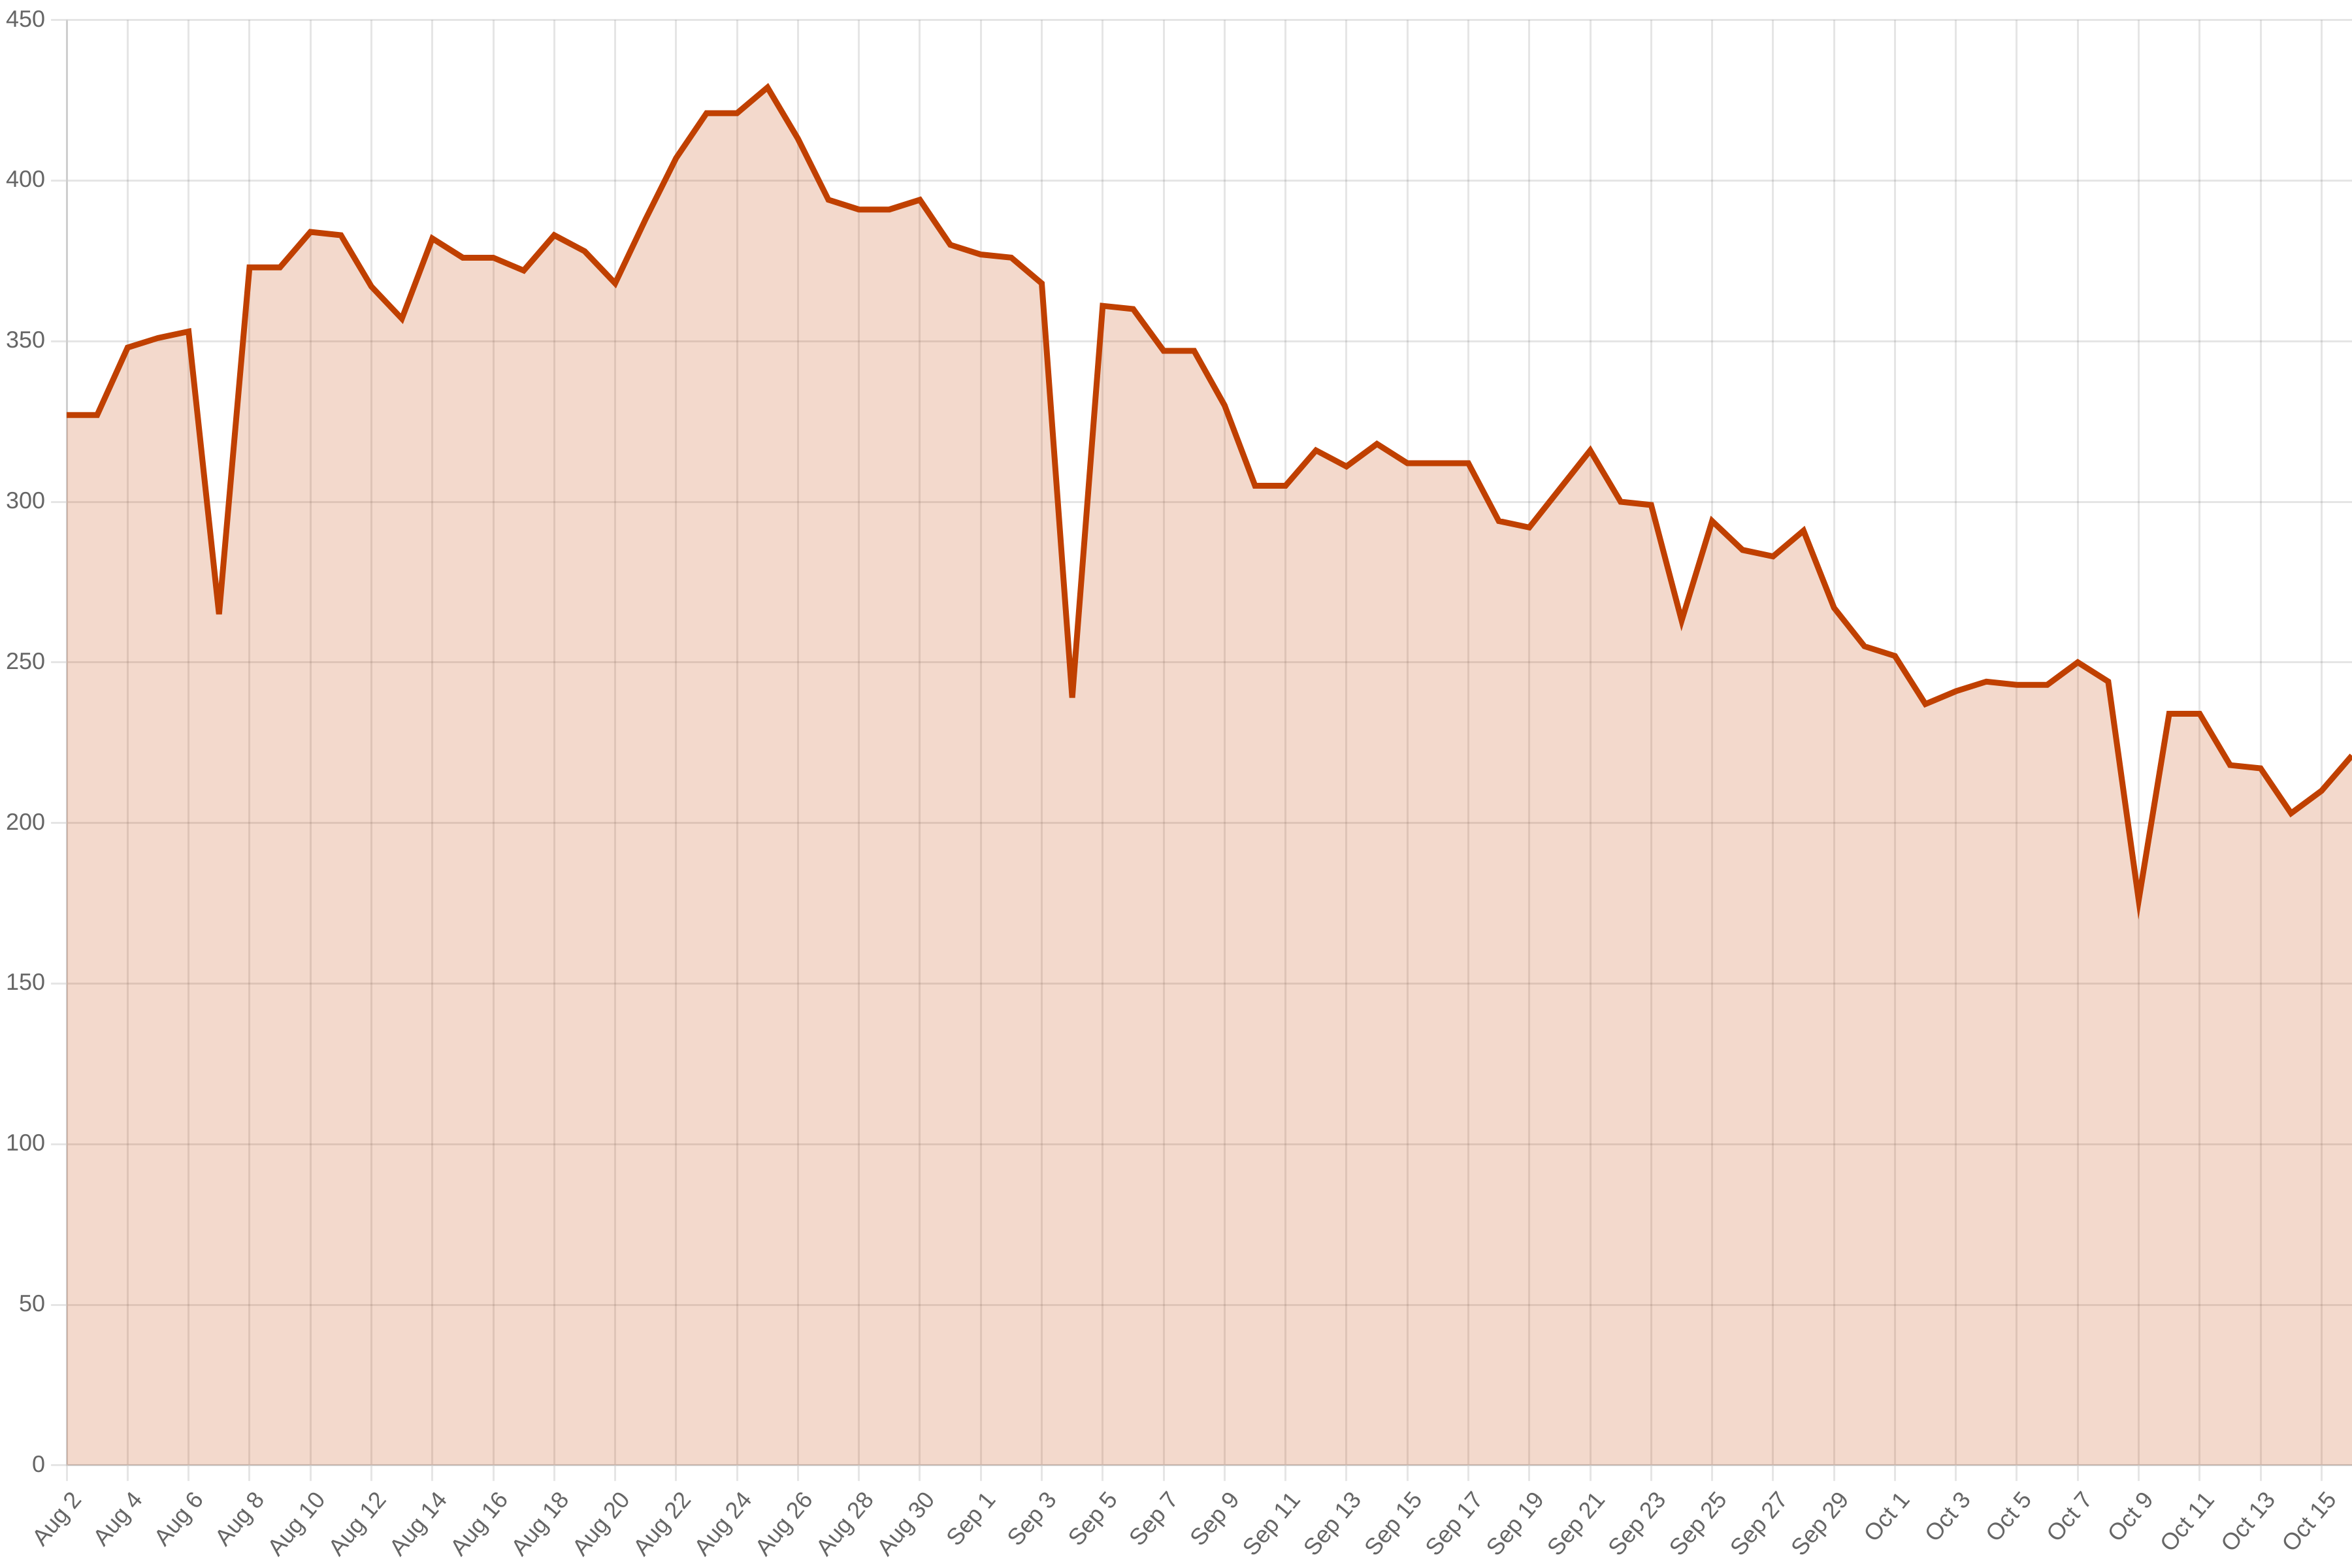 450
400
350
300
250
200
150
100
50
0
Aug 2
Aug 4
Aug 6
Aug 8
Aug 10
Aug 12
Aug 14
Aug 16
Aug 18
Aug 20
Aug 22
Aug 24
Aug 26
Aug 28
Aug 30
Sep 1
Sep 3
Sep 5
Sep 7
Sep 9
Sep 11
Sep 13
Sep 15
Sep 17
Sep 19
Sep 21
Sep 23
Sep 25
Sep 27
Sep 29
Oct 1
Oct 3
Oct 5
Oct 7
Oct 9
Oct 11
Oct 13
Oct 15